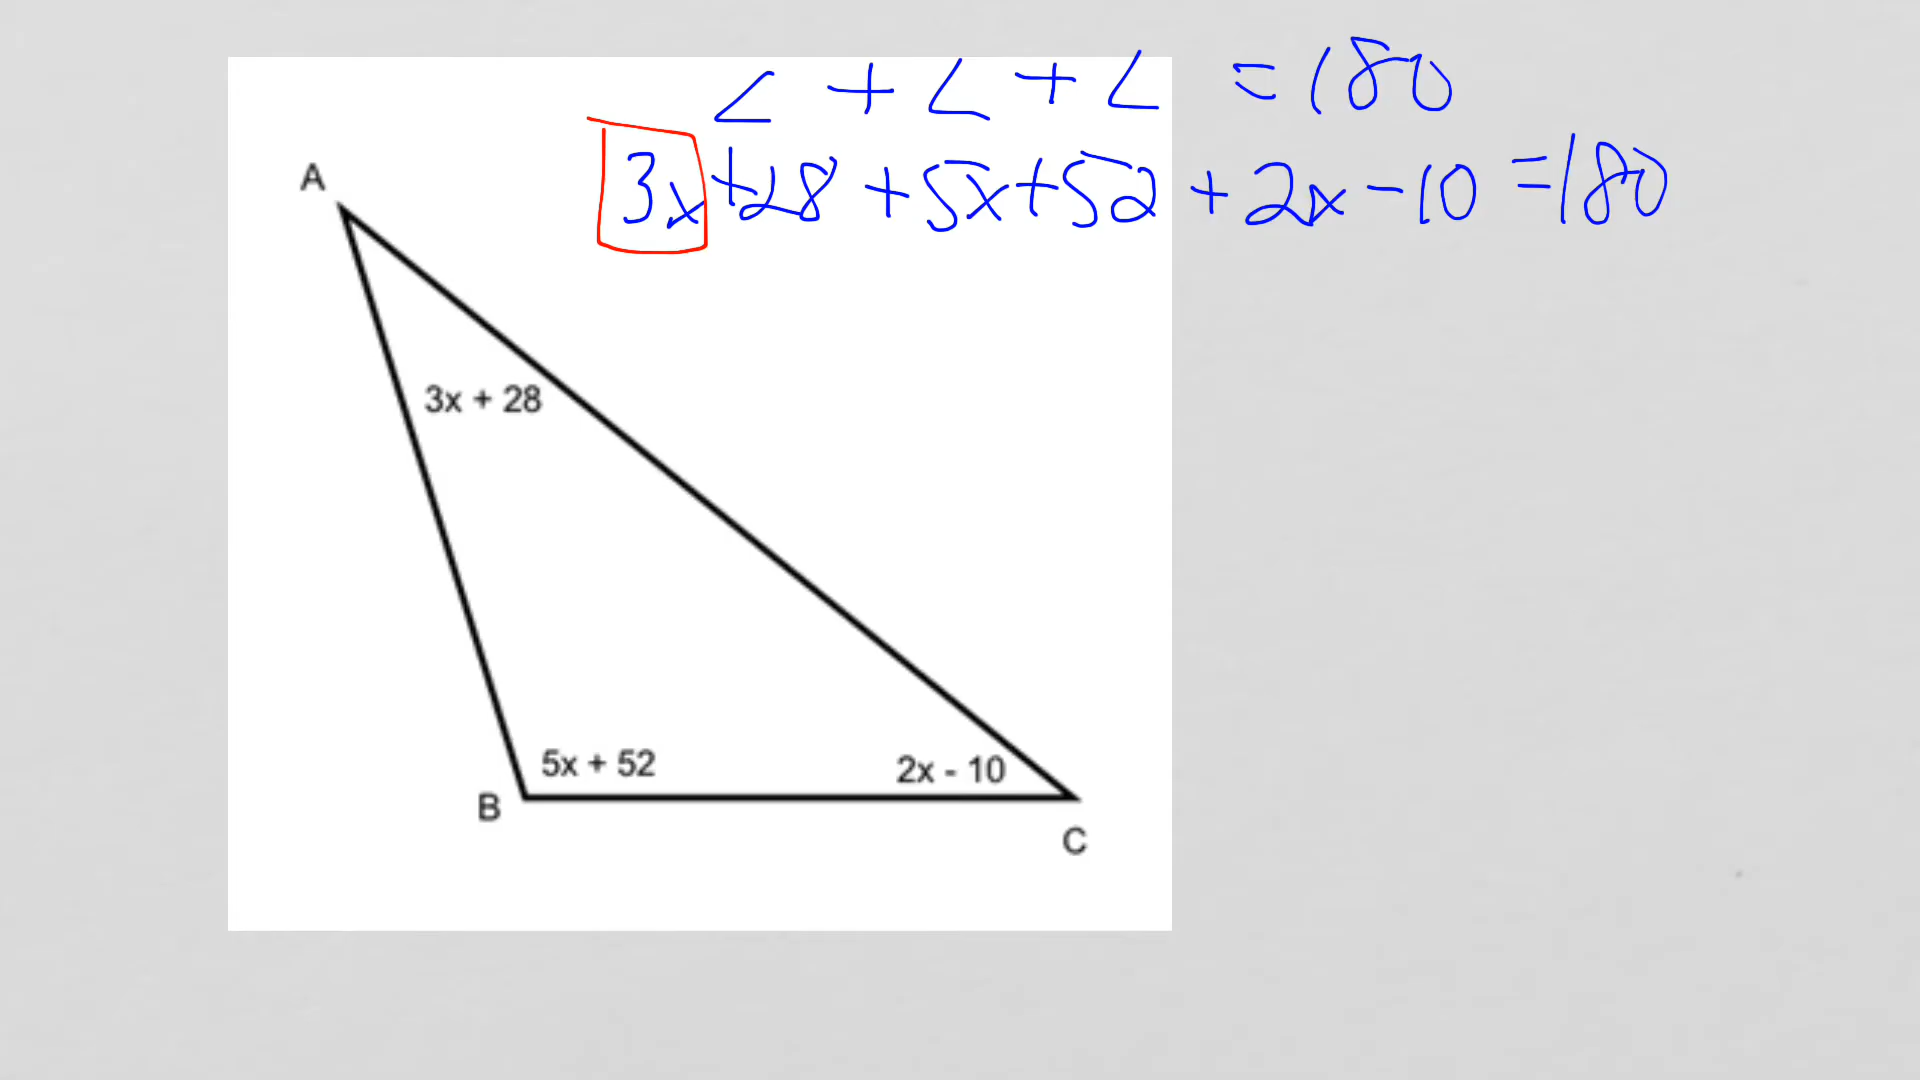 ∠ + ∠ + ∠ = 180
3x + 28 + 5x + 52 + 2x - 10 = 180
A
3x + 28
5x + 52
2x - 10
B
C